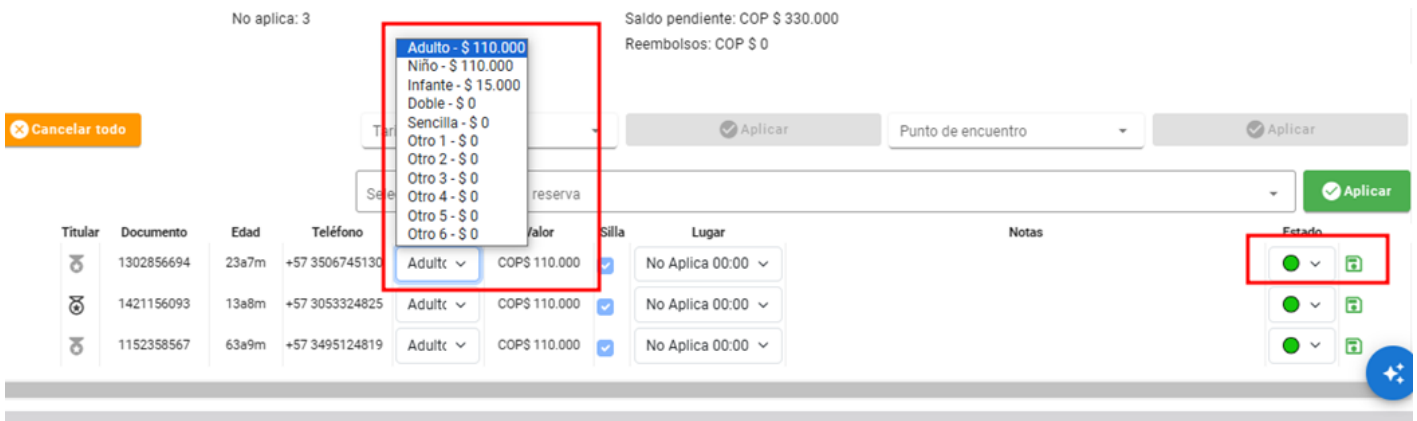 No aplica: 3
Saldo pendiente: COP $ 330.000
Reembolsos: COP $ 0
Adulto - $ 110.000
Niño - $ 110.000
Infante - $ 15.000
Doble - $ 0
Sencilla - $ 0
Otro 1 - $ 0
Otro 2 - $ 0
Otro 3 - $ 0
Otro 4 - $ 0
Otro 5 - $ 0
Otro 6 - $ 0
Cancelar todo
Aplicar
Punto de encuentro
Aplicar
reserva
Aplicar
Titular Documento Edad Teléfono Valor Silla Lugar Notas Estado
1302856694 23a7m +57 3506745130 Adultc COP$ 110.000 No Aplica 00:00
1421156093 13a8m +57 3053324825 Adultc COP$ 110.000 No Aplica 00:00
1152358567 63a9m +57 3495124819 Adultc COP$ 110.000 No Aplica 00:00